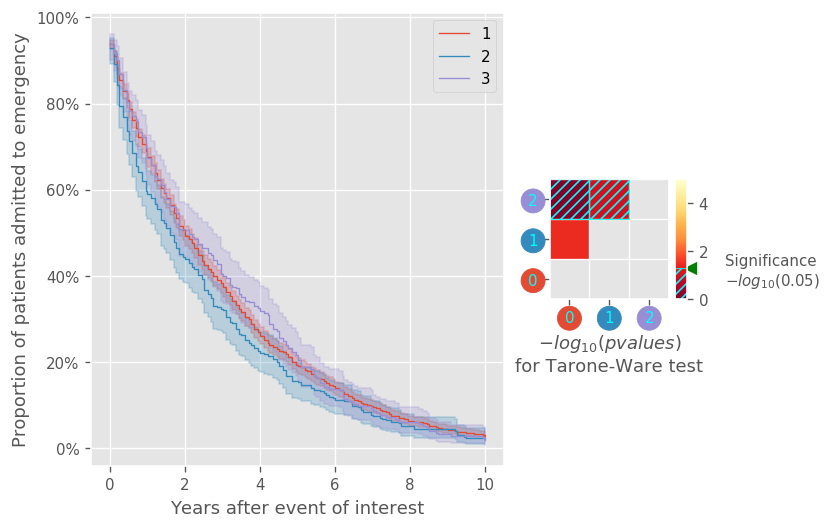 Proportion of patients admitted to emergency
100%
80%
60%
40%
20%
0%
0 2 4 6 8 10
Years after event of interest
1
2
3
2
1
0
0 1 2
−log₁₀(pvalues)
for Tarone-Ware test
4
2
0
Significance
−log₁₀(0.05)